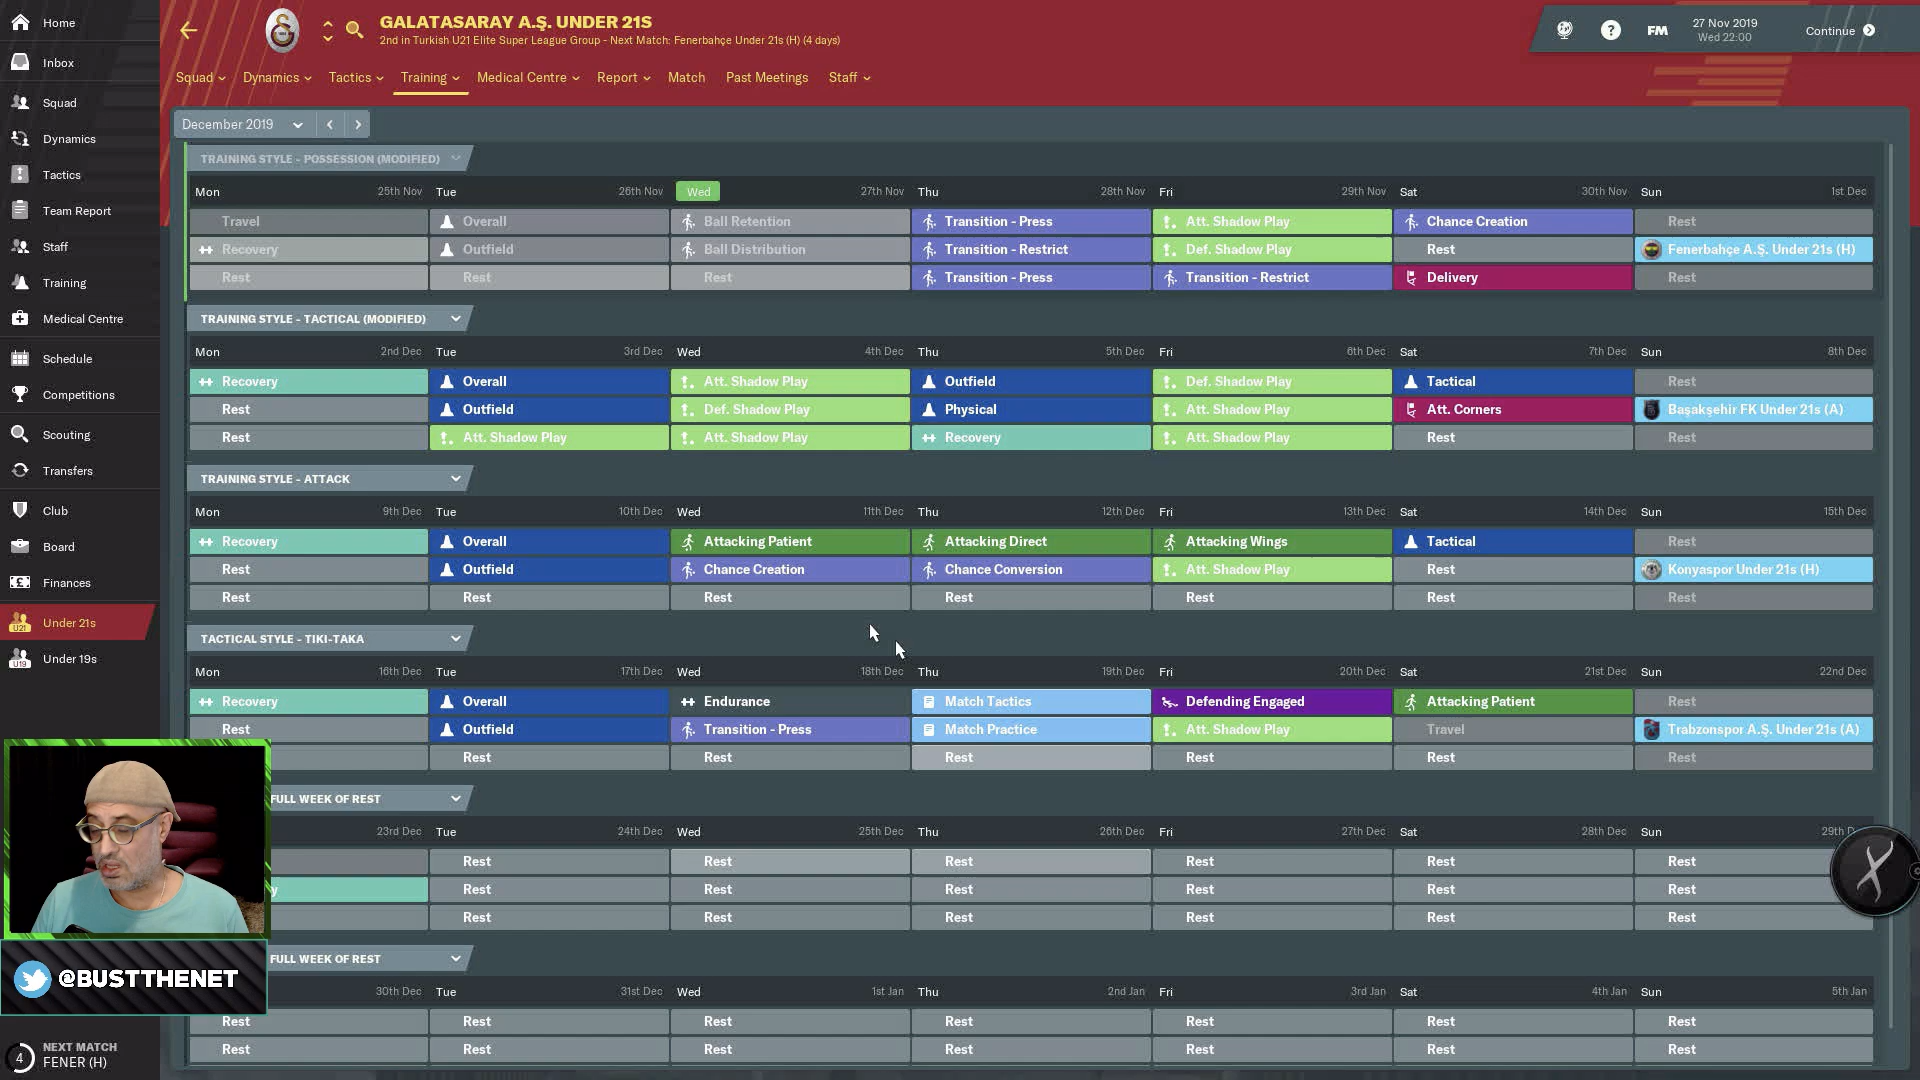 Home
Inbox
Squad
Dynamics
Tactics
Team Report
Staff
Training
Medical Centre
Schedule
Competitions
Scouting
Transfers
Club
Board
Finances
U21
Under 21s
U19
Under 19s
GALATASARAY A.Ş. UNDER 21S
2nd in Turkish U21 Elite Super League Group - Next Match: Fenerbahçe Under 21s (H) (4 days)
? FM 27 Nov 2019 Wed 22:00 Continue
Squad Dynamics Tactics Training Medical Centre Report Match Past Meetings Staff
December 2019
TRAINING STYLE - POSSESSION (MODIFIED)
Mon 25th Nov Tue 26th Nov Wed 27th Nov Thu 28th Nov Fri 29th Nov Sat 30th Nov Sun 1st Dec
Travel Overall Ball Retention Transition - Press Att. Shadow Play Chance Creation Rest
Recovery Outfield Ball Distribution Transition - Restrict Def. Shadow Play Rest Fenerbahçe A.Ş. Under 21s (H)
Rest Rest Rest Transition - Press Transition - Restrict Delivery Rest
TRAINING STYLE - TACTICAL (MODIFIED)
Mon 2nd Dec Tue 3rd Dec Wed 4th Dec Thu 5th Dec Fri 6th Dec Sat 7th Dec Sun 8th Dec
Recovery Overall Att. Shadow Play Outfield Def. Shadow Play Tactical Rest
Rest Outfield Def. Shadow Play Physical Att. Shadow Play Att. Corners Başakşehir FK Under 21s (A)
Rest Att. Shadow Play Att. Shadow Play Recovery Att. Shadow Play Rest Rest
TRAINING STYLE - ATTACK
Mon 9th Dec Tue 10th Dec Wed 11th Dec Thu 12th Dec Fri 13th Dec Sat 14th Dec Sun 15th Dec
Recovery Overall Attacking Patient Attacking Direct Attacking Wings Tactical Rest
Rest Outfield Chance Creation Chance Conversion Att. Shadow Play Rest Konyaspor Under 21s (H)
Rest Rest Rest Rest Rest Rest Rest
TACTICAL STYLE - TIKI-TAKA
Mon 16th Dec Tue 17th Dec Wed 18th Dec Thu 19th Dec Fri 20th Dec Sat 21st Dec Sun 22nd Dec
Recovery Overall Endurance Match Tactics Defending Engaged Attacking Patient Rest
Rest Outfield Transition - Press Match Practice Att. Shadow Play Travel Trabzonspor A.Ş. Under 21s (A)
Rest Rest Rest Rest Rest Rest
FULL WEEK OF REST
23rd Dec Tue 24th Dec Wed 25th Dec Thu 26th Dec Fri 27th Dec Sat 28th Dec Sun 29th D
Rest Rest Rest Rest Rest Rest
y Rest Rest Rest Rest Rest Rest
Rest Rest Rest Rest Rest Rest
FULL WEEK OF REST
30th Dec Tue 31st Dec Wed 1st Jan Thu 2nd Jan Fri 3rd Jan Sat 4th Jan Sun 5th Jan
Rest Rest Rest Rest Rest Rest Rest
Rest Rest Rest Rest Rest Rest Rest
@BUSTTHENET
4 NEXT MATCH
FENER (H)